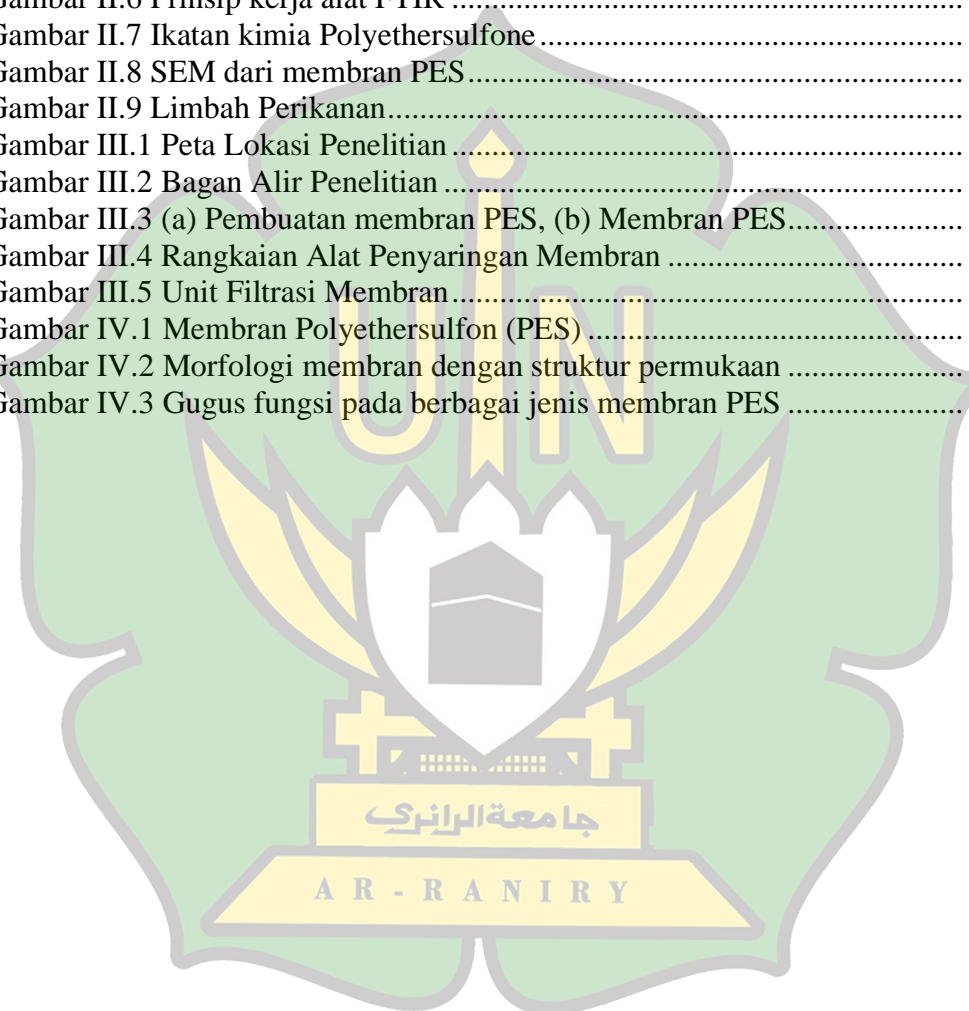 Gambar II.6 Prinsip kerja alat FTIR
Gambar II.7 Ikatan kimia Polyethersulfone
Gambar II.8 SEM dari membran PES
Gambar II.9 Limbah Perikanan
Gambar III.1 Peta Lokasi Penelitian
Gambar III.2 Bagan Alir Penelitian
Gambar III.3 (a) Pembuatan membran PES, (b) Membran PES
Gambar III.4 Rangkaian Alat Penyaringan Membran
Gambar III.5 Unit Filtrasi Membran
Gambar IV.1 Membran Polyethersulfon (PES)
Gambar IV.2 Morfologi membran dengan struktur permukaan
Gambar IV.3 Gugus fungsi pada berbagai jenis membran PES
UIN
جامعةالرانري
AR-RANIRY